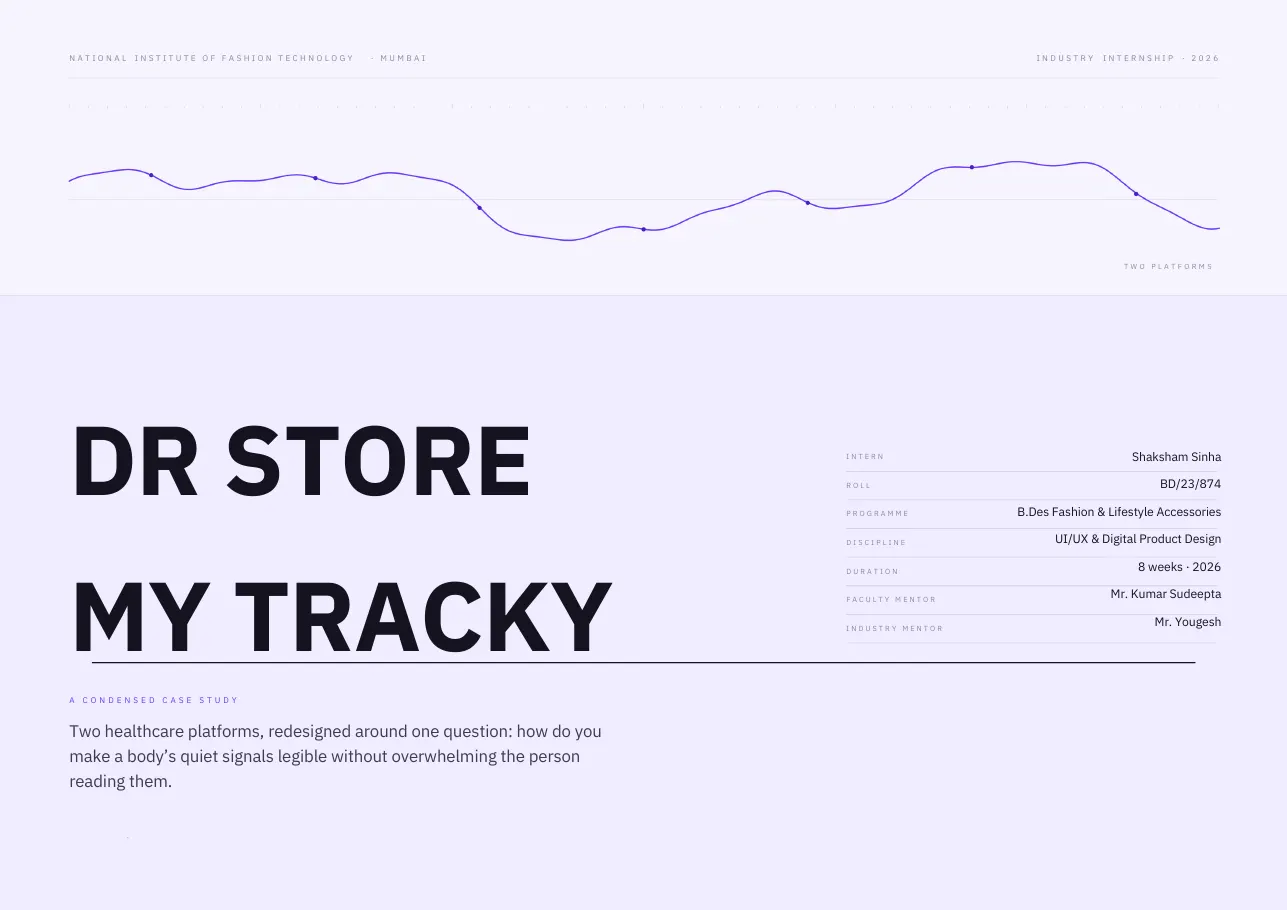 NATIONAL INSTITUTE OF FASHION TECHNOLOGY · MUMBAI
INDUSTRY INTERNSHIP · 2026
TWO PLATFORMS
DR STORE
MY TRACKY
INTERN Shaksham Sinha
ROLL BD/23/874
PROGRAMME B.Des Fashion & Lifestyle Accessories
DISCIPLINE UI/UX & Digital Product Design
DURATION 8 weeks · 2026
FACULTY MENTOR Mr. Kumar Sudeepta
INDUSTRY MENTOR Mr. Yougesh
A CONDENSED CASE STUDY
Two healthcare platforms, redesigned around one question: how do you
make a body’s quiet signals legible without overwhelming the person
reading them.